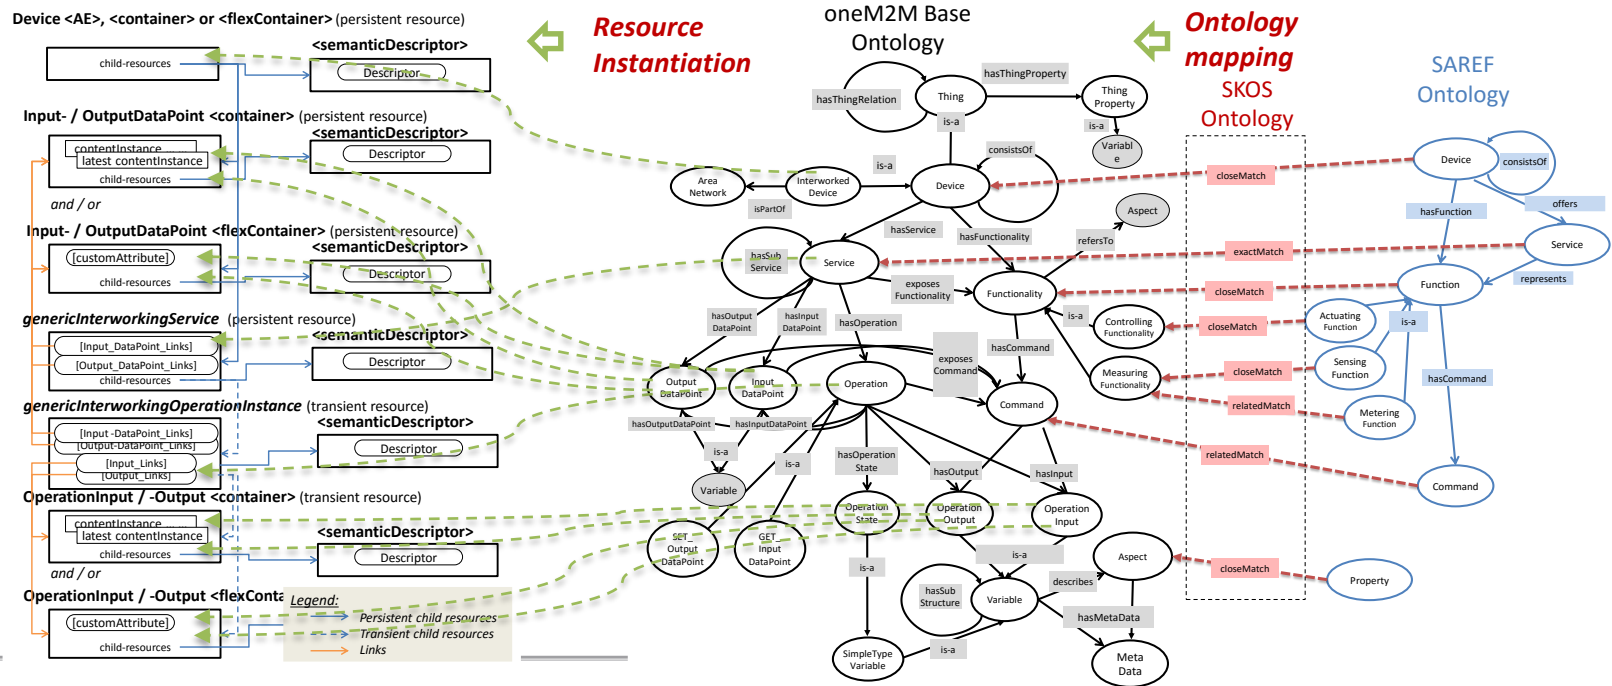 Device <AE>, <container> or <flexContainer> (persistent resource)
<semanticDescriptor>
child-resources
Descriptor
Input- / OutputDataPoint <container> (persistent resource)
<semanticDescriptor>
contentInstance ... ...
latest contentInstance
Descriptor
child-resources
and / or
Input- / OutputDataPoint <flexContainer> (persistent resource)
<semanticDescriptor>
[customAttribute]
Descriptor
child-resources
genericInterworkingService (persistent resource)
<semanticDescriptor>
[Input_DataPoint_Links]
[Output_DataPoint_Links]
Descriptor
child-resources
genericInterworkingOperationInstance (transient resource)
<semanticDescriptor>
[Input-DataPoint_Links]
[Output-DataPoint_Links]
Descriptor
[Input_Links]
[Output_Links]
OperationInput / -Output <container> (transient resource)
<semanticDescriptor>
contentInstance ... ...
latest contentInstance
Descriptor
child-resources
and / or
OperationInput / -Output <flexConta
[customAttribute]
child-resources
Legend:
Persistent child resources
Transient child resources
Links
Resource
Instantiation
oneM2M Base
Ontology
Ontology
mapping
SKOS
Ontology
SAREF
Ontology
hasThingProperty
hasThingRelation
Thing
Thing
Property
is-a
is-a
Variabl
e
consistsOf
is-a
Area
Network
Interworked
Device
Device
isPartOf
Aspect
hasService
hasFunctionality
refersTo
hasSub
Service
Service
exposes
Functionality
Functionality
hasOutput
DataPoint
hasInput
DataPoint
hasOperation
is-a
Controlling
Functionality
hasCommand
exposes
Command
Output
DataPoint
Input
DataPoint
Operation
Measuring
Functionality
Command
hasOutputDataPoint
hasInputDataPoint
is-a
is-a
hasOperation
State
hasOutput
hasInput
Variable
Operation
State
Operation
Output
Operation
Input
SET_
Output
DataPoint
GET_
Input
DataPoint
is-a
is-a
Aspect
hasSub
Structure
Variable
describes
hasMetaData
SimpleType
Variable
is-a
Meta
Data
closeMatch
exactMatch
closeMatch
closeMatch
closeMatch
relatedMatch
relatedMatch
closeMatch
Device
consistsOf
hasFunction
offers
Service
represents
Function
Actuating
Function
is-a
Sensing
Function
hasCommand
Metering
Function
Command
Property